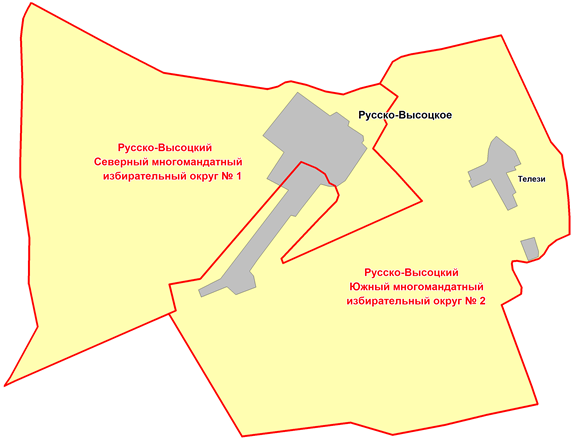 Русско-Высоцкое
Русско-Высоцкий
Северный многомандатный
избирательный округ № 1
Телези
Русско-Высоцкий
Южный многомандатный
избирательный округ № 2